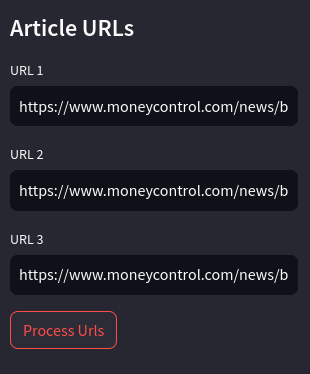 Article URLs
URL 1
https://www.moneycontrol.com/news/b
URL 2
https://www.moneycontrol.com/news/b
URL 3
https://www.moneycontrol.com/news/b
Process Urls